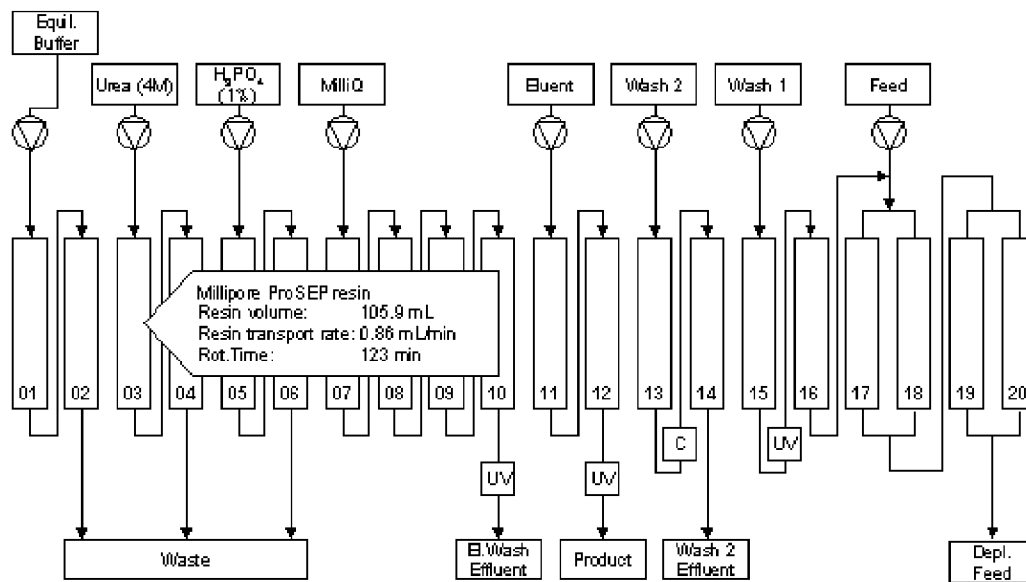 Equil.
Buffer
Urea (4M)
H3PO4
(1%)
MilliQ
Eluent
Wash 2
Wash 1
Feed
Millipore ProSEP resin
Resin volume: 105.9 mL
Resin transport rate: 0.86 mL/min
Rot.Time: 123 min
01 02 03 04 05 06 07 08 09 10 11 12 13 14 15 16 17 18 19 20
C
UV
UV
UV
Waste
El.Wash
Effluent
Product
Wash 2
Effluent
Depl.
Feed